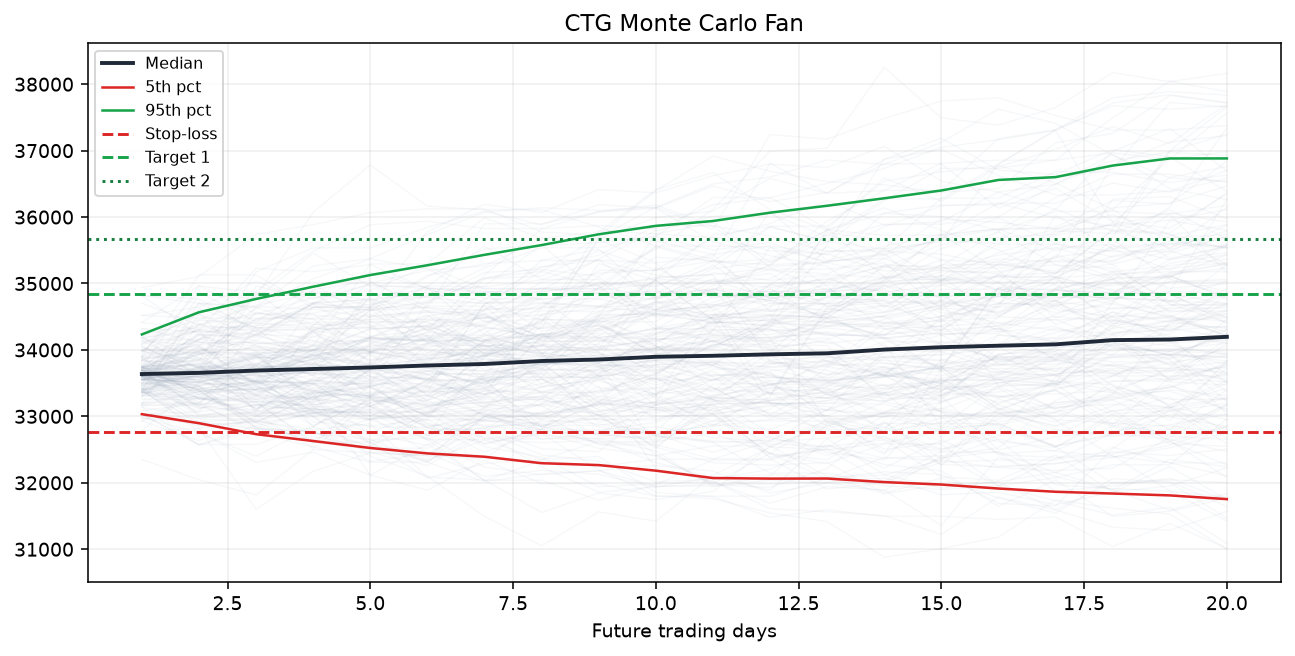 CTG Monte Carlo Fan
Median
5th pct
95th pct
Stop-loss
Target 1
Target 2
38000
37000
36000
35000
34000
33000
32000
31000
2.5 5.0 7.5 10.0 12.5 15.0 17.5 20.0
Future trading days